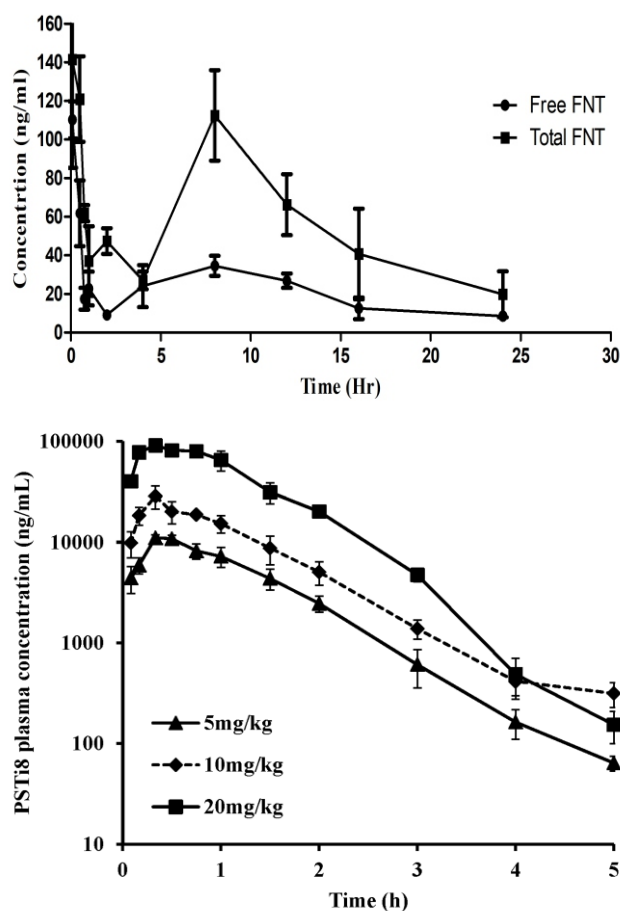 160
140
120
100
80
60
40
20
0
Concentrtion (ng/ml)
Free FNT
Total FNT
0 5 10 15 20 25 30
Time (Hr)
100000
10000
1000
100
10
PSTi8 plasma concentration (ng/mL)
5mg/kg
10mg/kg
20mg/kg
0 1 2 3 4 5
Time (h)